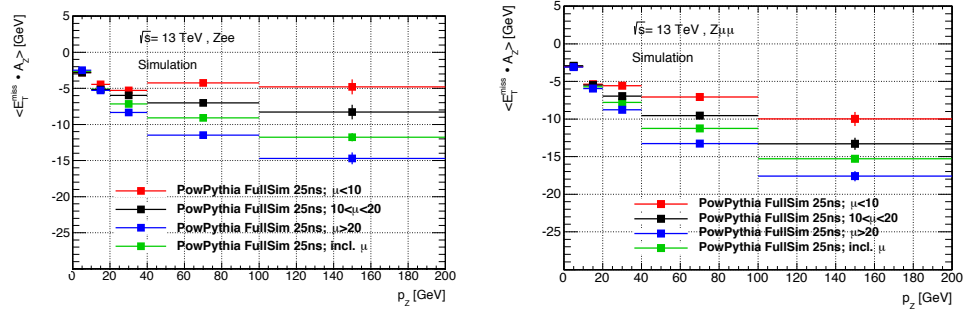 <E_T^miss • A_Z> [GeV]
√s= 13 TeV , Zee
Simulation
5
0
−5
−10
−15
−20
−25
PowPythia FullSim 25ns; μ<10
PowPythia FullSim 25ns; 10<μ<20
PowPythia FullSim 25ns; μ>20
PowPythia FullSim 25ns; incl. μ
0 20 40 60 80 100 120 140 160 180 200
p_Z [GeV]
<E_T^miss • A_Z> [GeV]
√s= 13 TeV , Zμμ
Simulation
5
0
−5
−10
−15
−20
−25
PowPythia FullSim 25ns; μ<10
PowPythia FullSim 25ns; 10<μ<20
PowPythia FullSim 25ns; μ>20
PowPythia FullSim 25ns; incl. μ
0 20 40 60 80 100 120 140 160 180 200
p_Z [GeV]